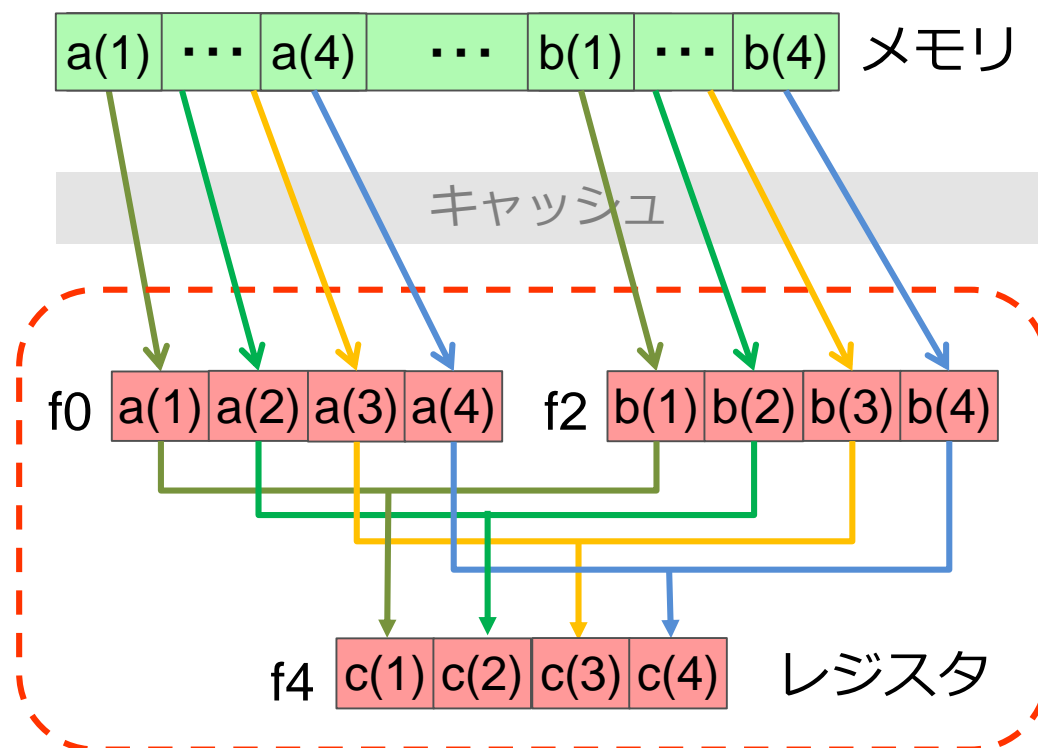 a(1) ··· a(4) ··· b(1) ··· b(4) メモリ
キャッシュ
f0 a(1) a(2) a(3) a(4) f2 b(1) b(2) b(3) b(4)
f4 c(1) c(2) c(3) c(4) レジスタ